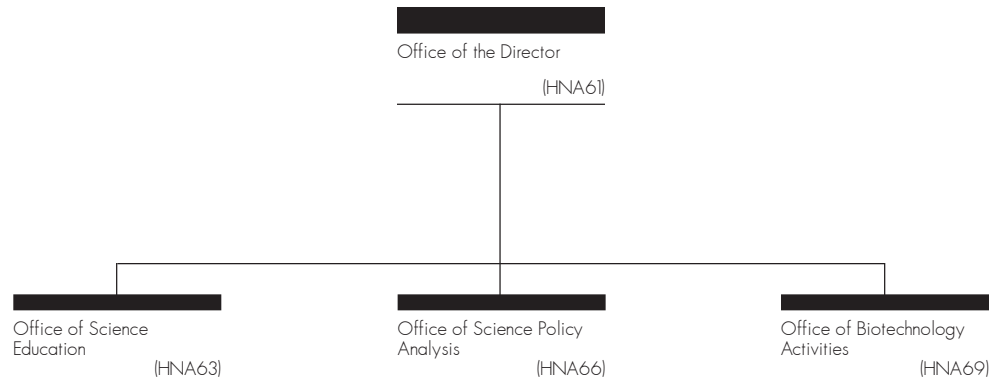 Office of the Director
(HNA61)
Office of Science
Education
(HNA63)
Office of Science Policy
Analysis
(HNA66)
Office of Biotechnology
Activities
(HNA69)